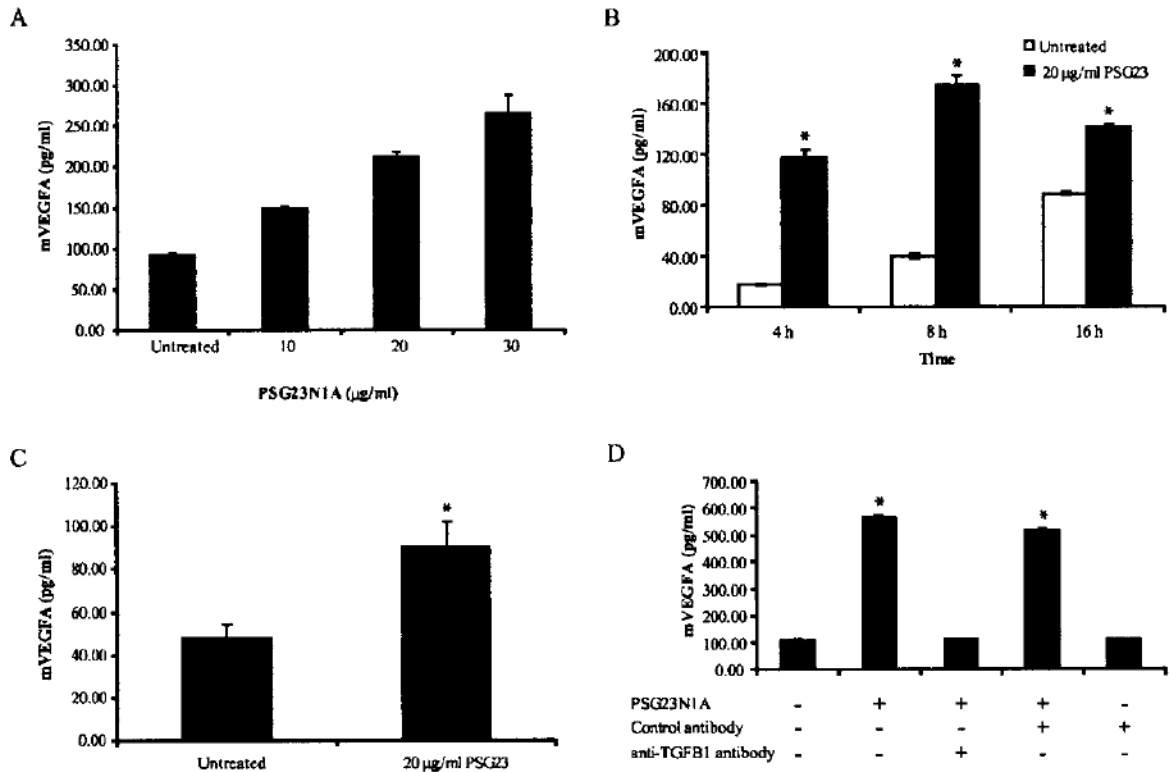 A
350.00
300.00
250.00
200.00
150.00
100.00
50.00
0.00
mVEGFA (pg/ml)
Untreated 10 20 30
PSG23N1A (µg/ml)
B
200.00
160.00
120.00
80.00
40.00
0.00
mVEGFA (pg/ml)
Untreated
20 µg/ml PSG23
* * *
4 h 8 h 16 h
Time
C
120.00
100.00
80.00
60.00
40.00
20.00
0.00
mVEGFA (pg/ml)
*
Untreated 20 µg/ml PSG23
D
700.00
600.00
500.00
400.00
300.00
200.00
100.00
0.00
mVEGFA (pg/ml)
* *
PSG23N1A - + + + -
Control antibody - - - + +
anti-TGFB1 antibody - - + - -